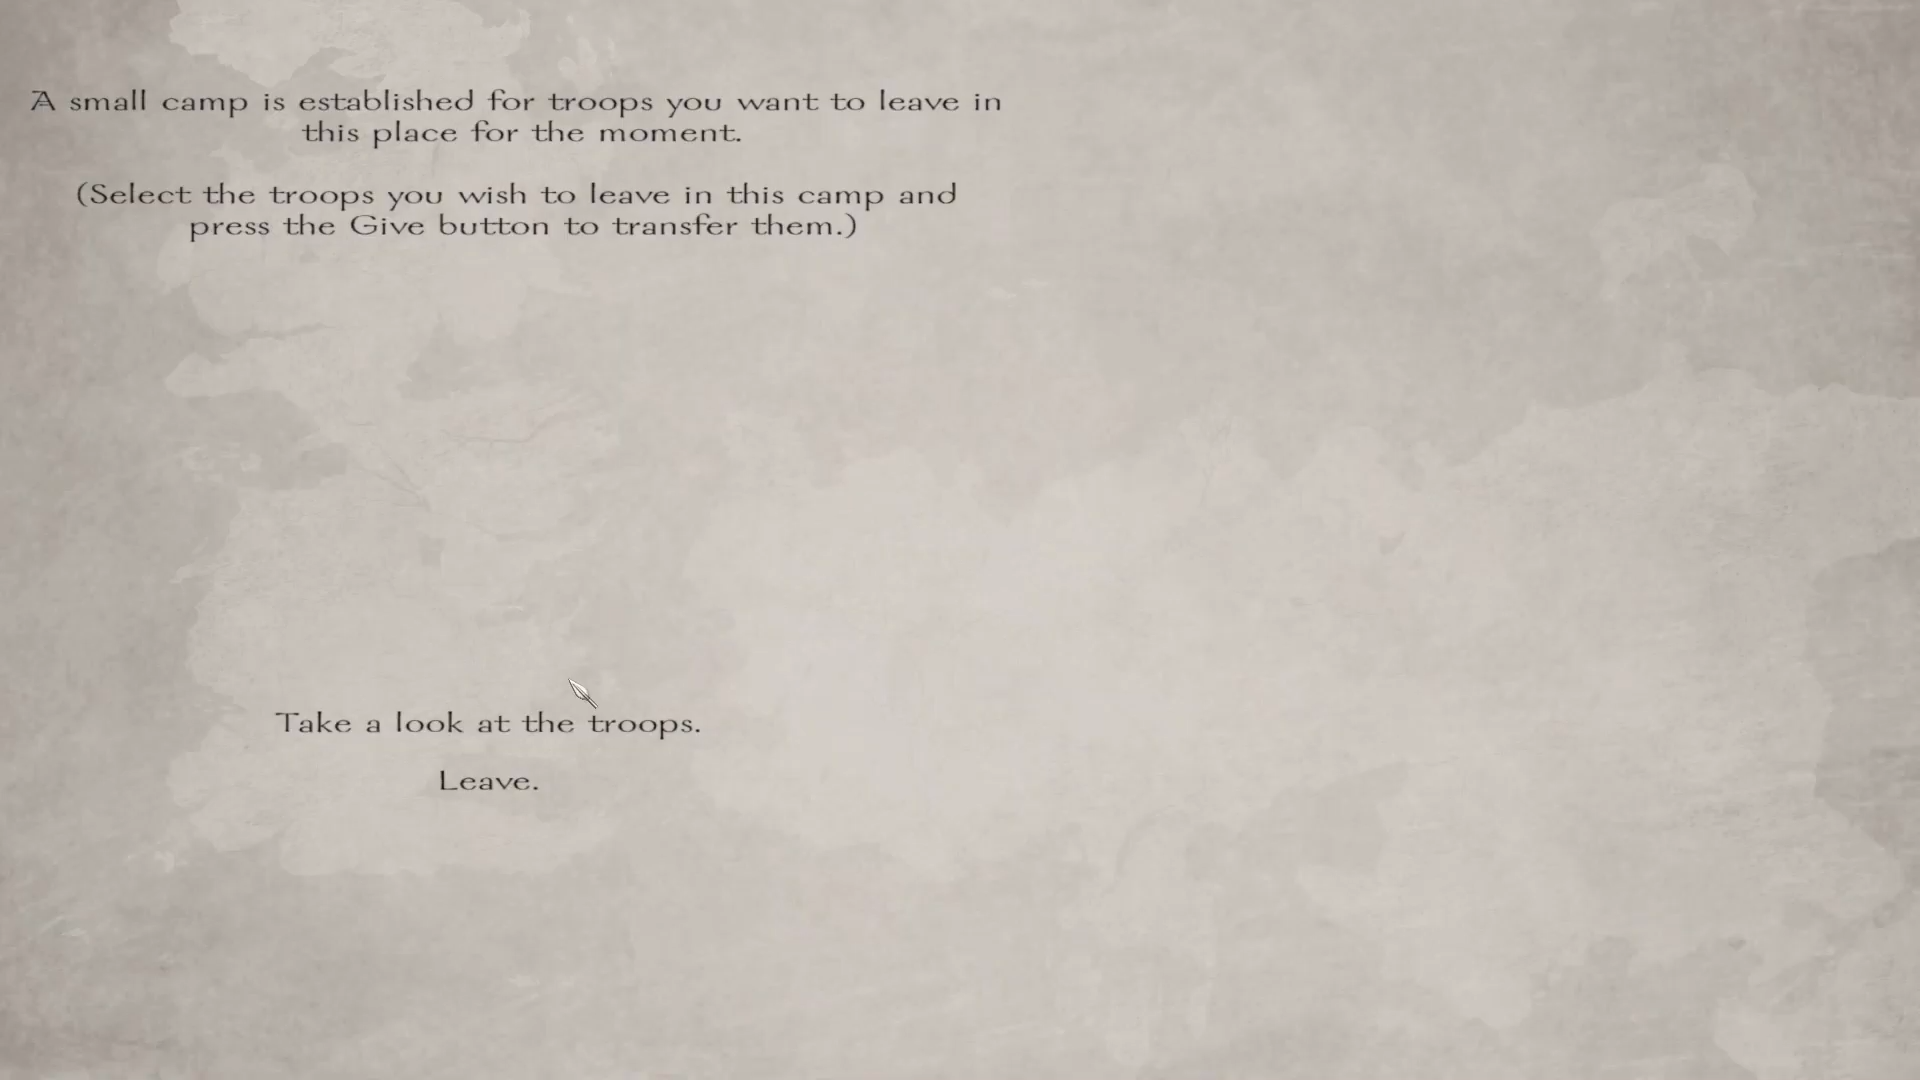 A small camp is established for troops you want to leave in
this place for the moment.
(Select the troops you wish to leave in this camp and
press the Give button to transfer them.)
Take a look at the troops.
Leave.